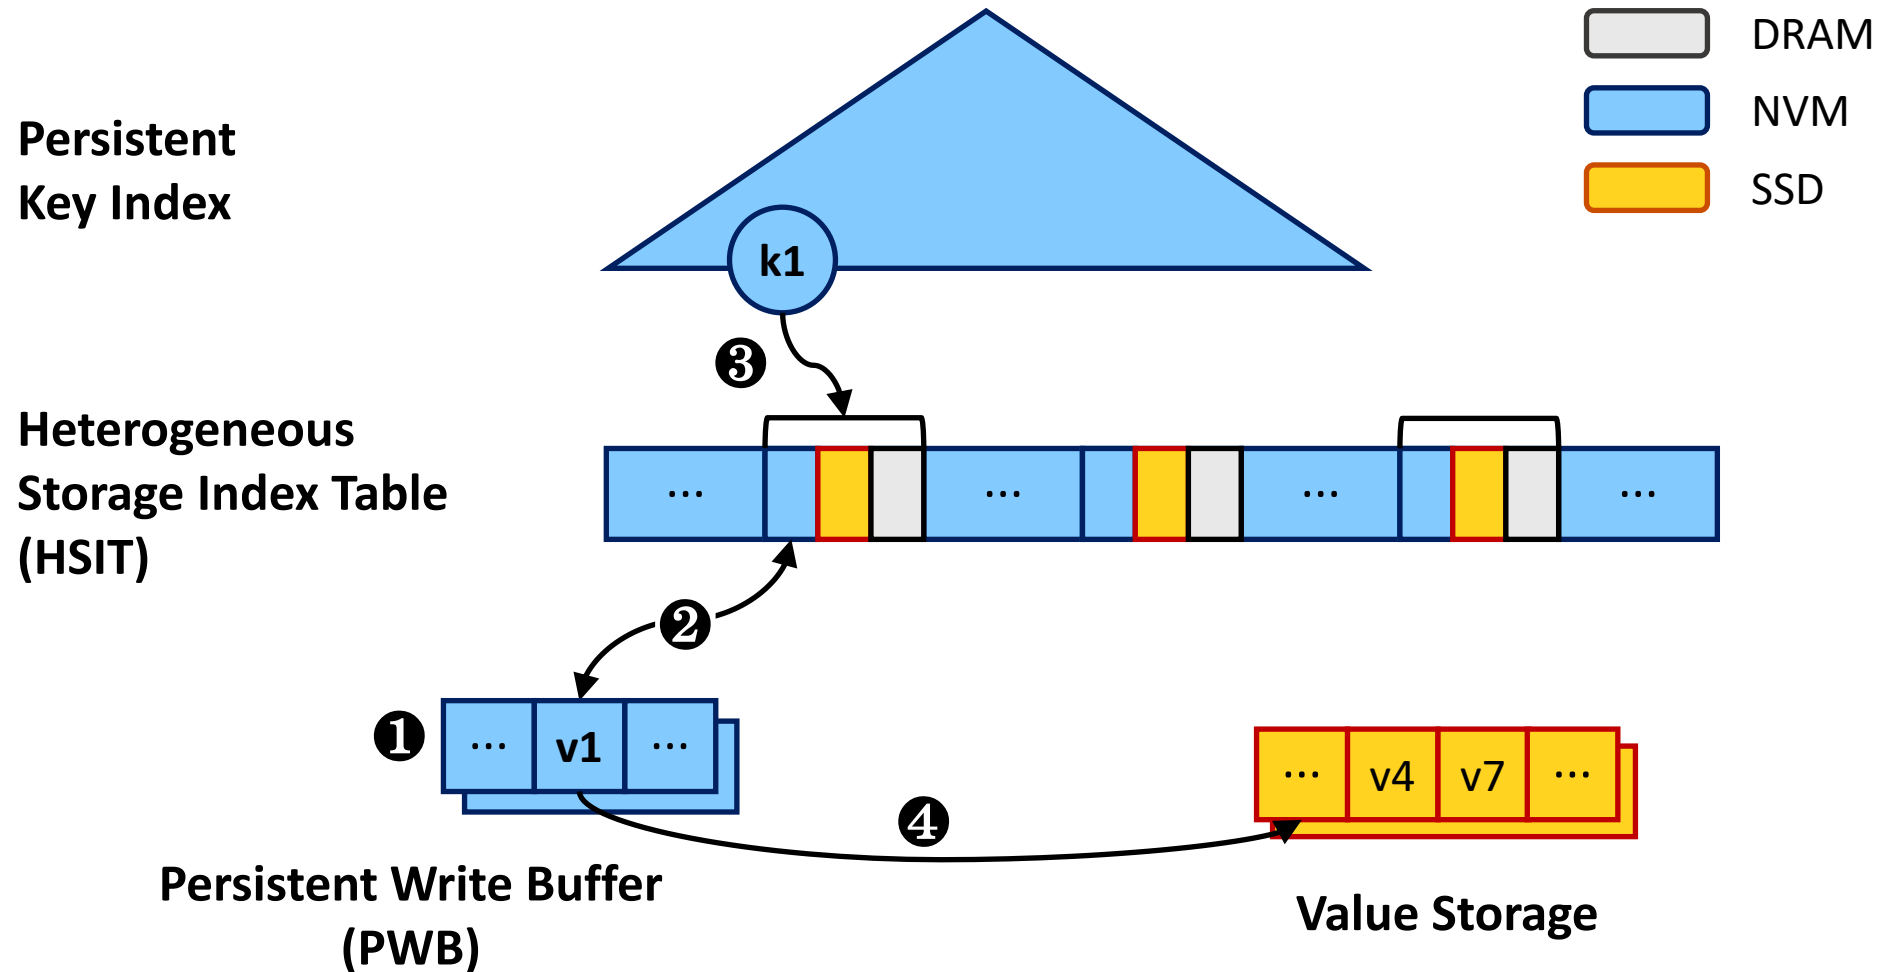 DRAM
NVM
SSD
Persistent
Key Index
k1
❸
Heterogeneous
Storage Index Table
(HSIT)
... ... ... ...
❷
❶
... v1 ...
... v4 v7 ...
❹
Persistent Write Buffer
(PWB)
Value Storage